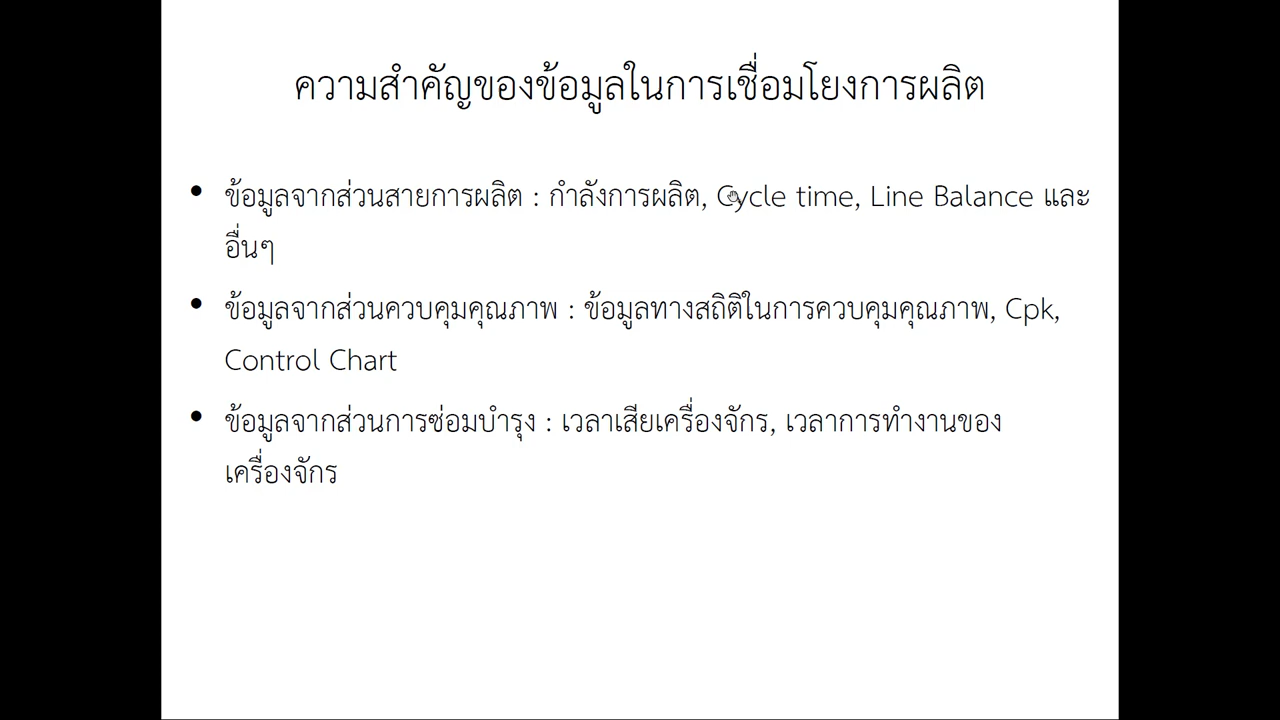 ความสำคัญของข้อมูลในการเชื่อมโยงการผลิต
• ข้อมูลจากส่วนสายการผลิต : กำลังการผลิต, Cycle time, Line Balance และ
อื่นๆ
• ข้อมูลจากส่วนควบคุมคุณภาพ : ข้อมูลทางสถิติในการควบคุมคุณภาพ, Cpk,
Control Chart
• ข้อมูลจากส่วนการซ่อมบำรุง : เวลาเสียเครื่องจักร, เวลาการทำงานของ
เครื่องจักร